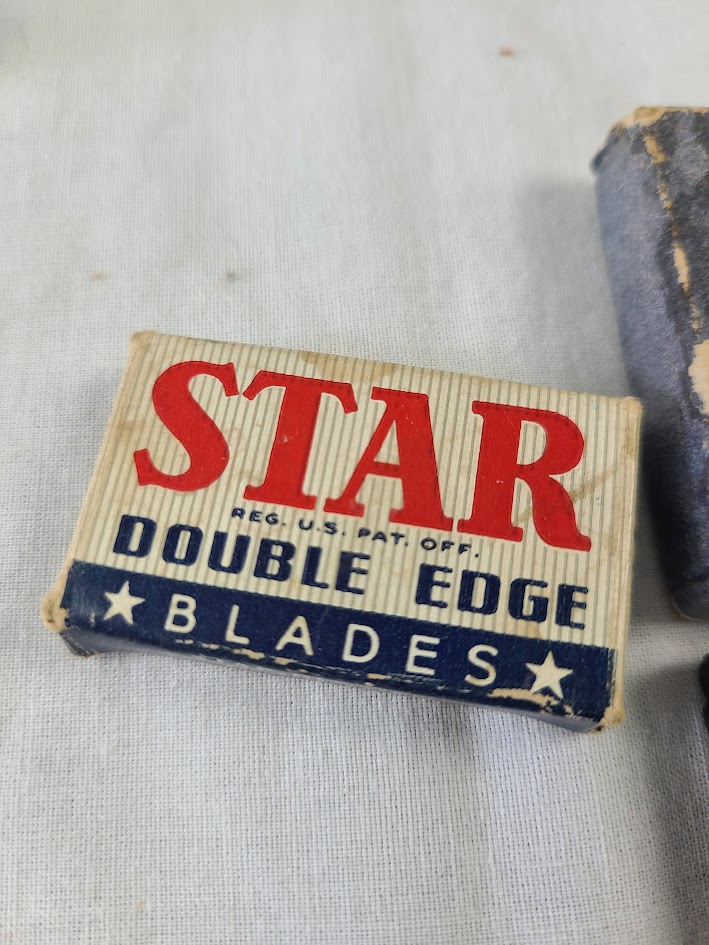 STAR
REG. U.S. PAT. OFF.
DOUBLE EDGE
★ BLADES ★